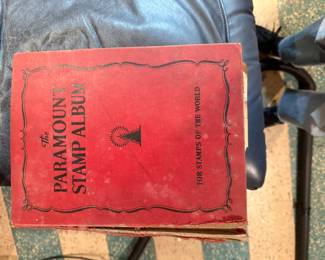 The
PARAMOUNT
STAMP ALBUM
FOR STAMPS OF THE WORLD